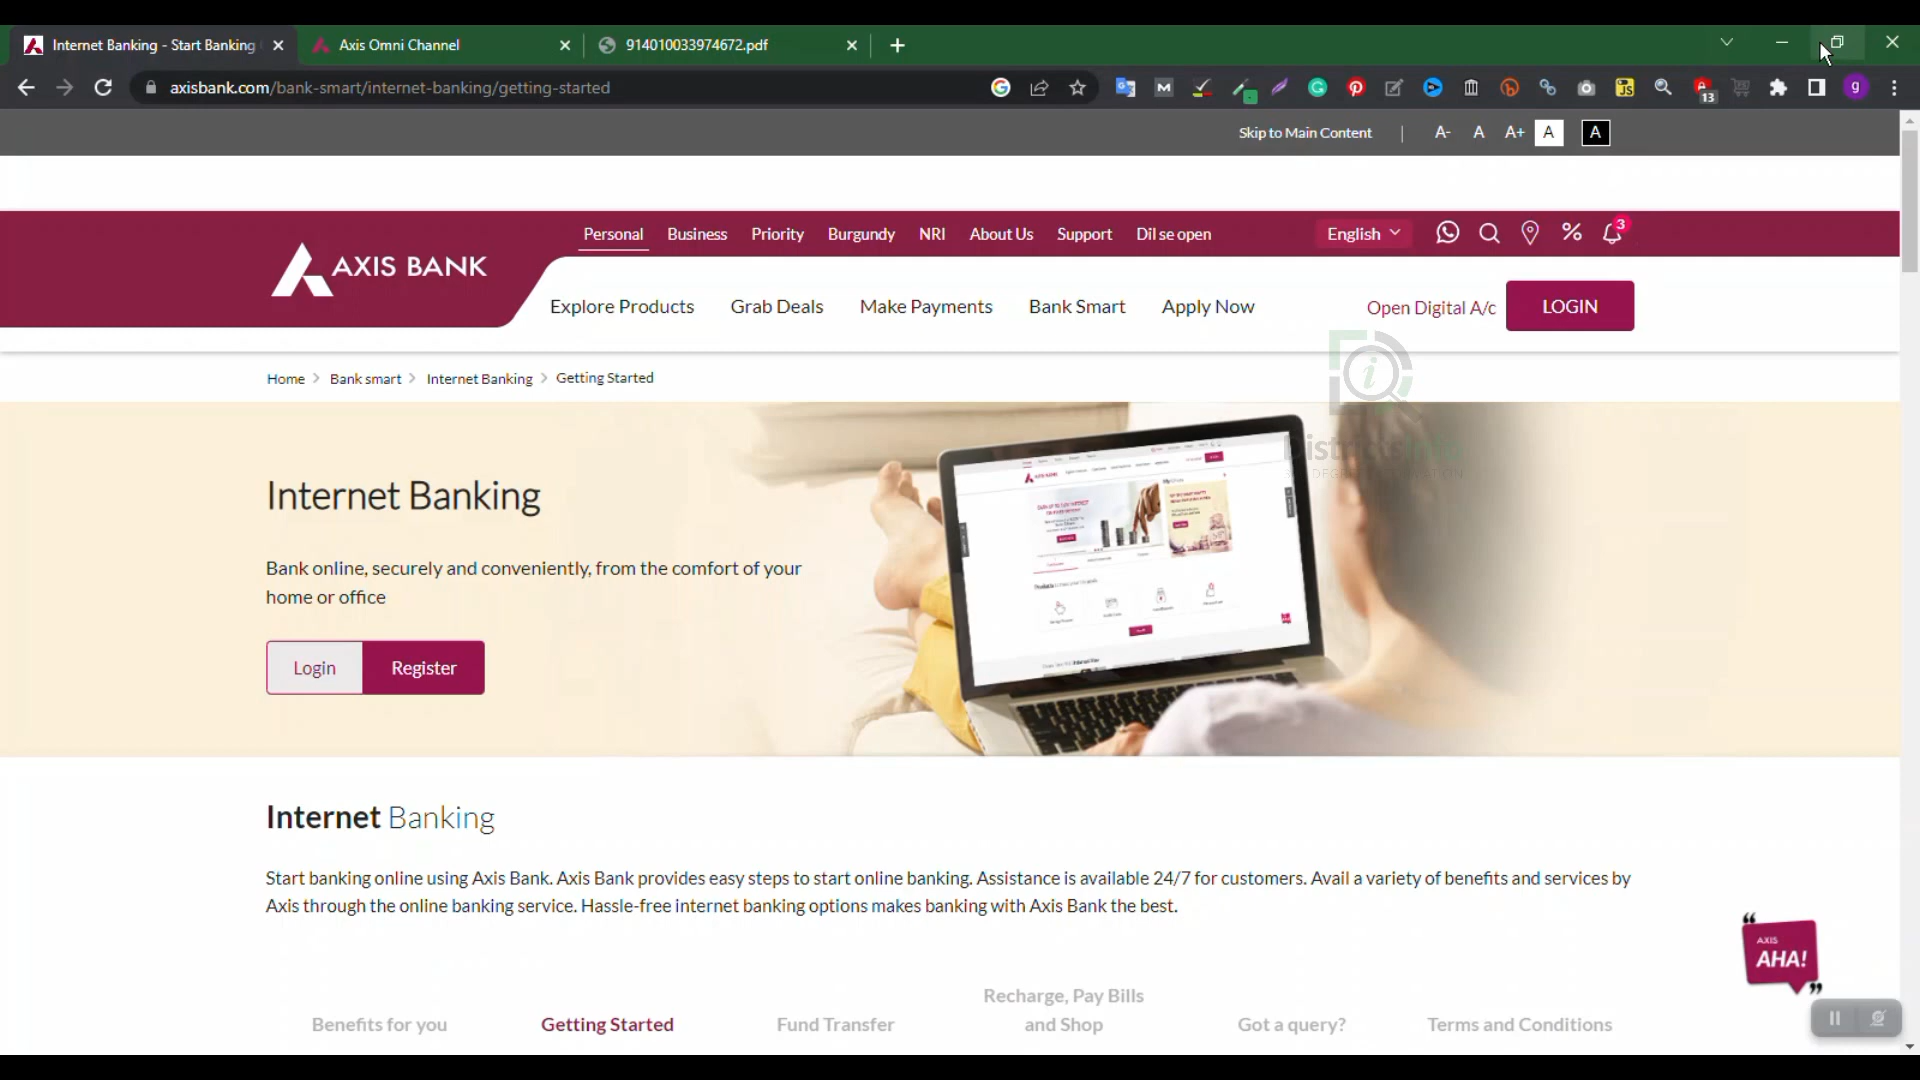 Internet Banking - Start Banking
Axis Omni Channel
914010033974672.pdf
axisbank.com/bank-smart/internet-banking/getting-started
13
g
Skip to Main Content
A-
A
A+
A
A
Personal
Business
Priority
Burgundy
NRI
About Us
Support
Dil se open
English
3
AXIS BANK
Explore Products
Grab Deals
Make Payments
Bank Smart
Apply Now
Open Digital A/c
LOGIN
Home
Bank smart
Internet Banking
Getting Started
Internet Banking
Bank online, securely and conveniently, from the comfort of your
home or office
Login
Register
Internet Banking
Start banking online using Axis Bank. Axis Bank provides easy steps to start online banking. Assistance is available 24/7 for customers. Avail a variety of benefits and services by
Axis through the online banking service. Hassle-free internet banking options makes banking with Axis Bank the best.
AXIS
AHA!
Benefits for you
Getting Started
Fund Transfer
Recharge, Pay Bills
and Shop
Got a query?
Terms and Conditions